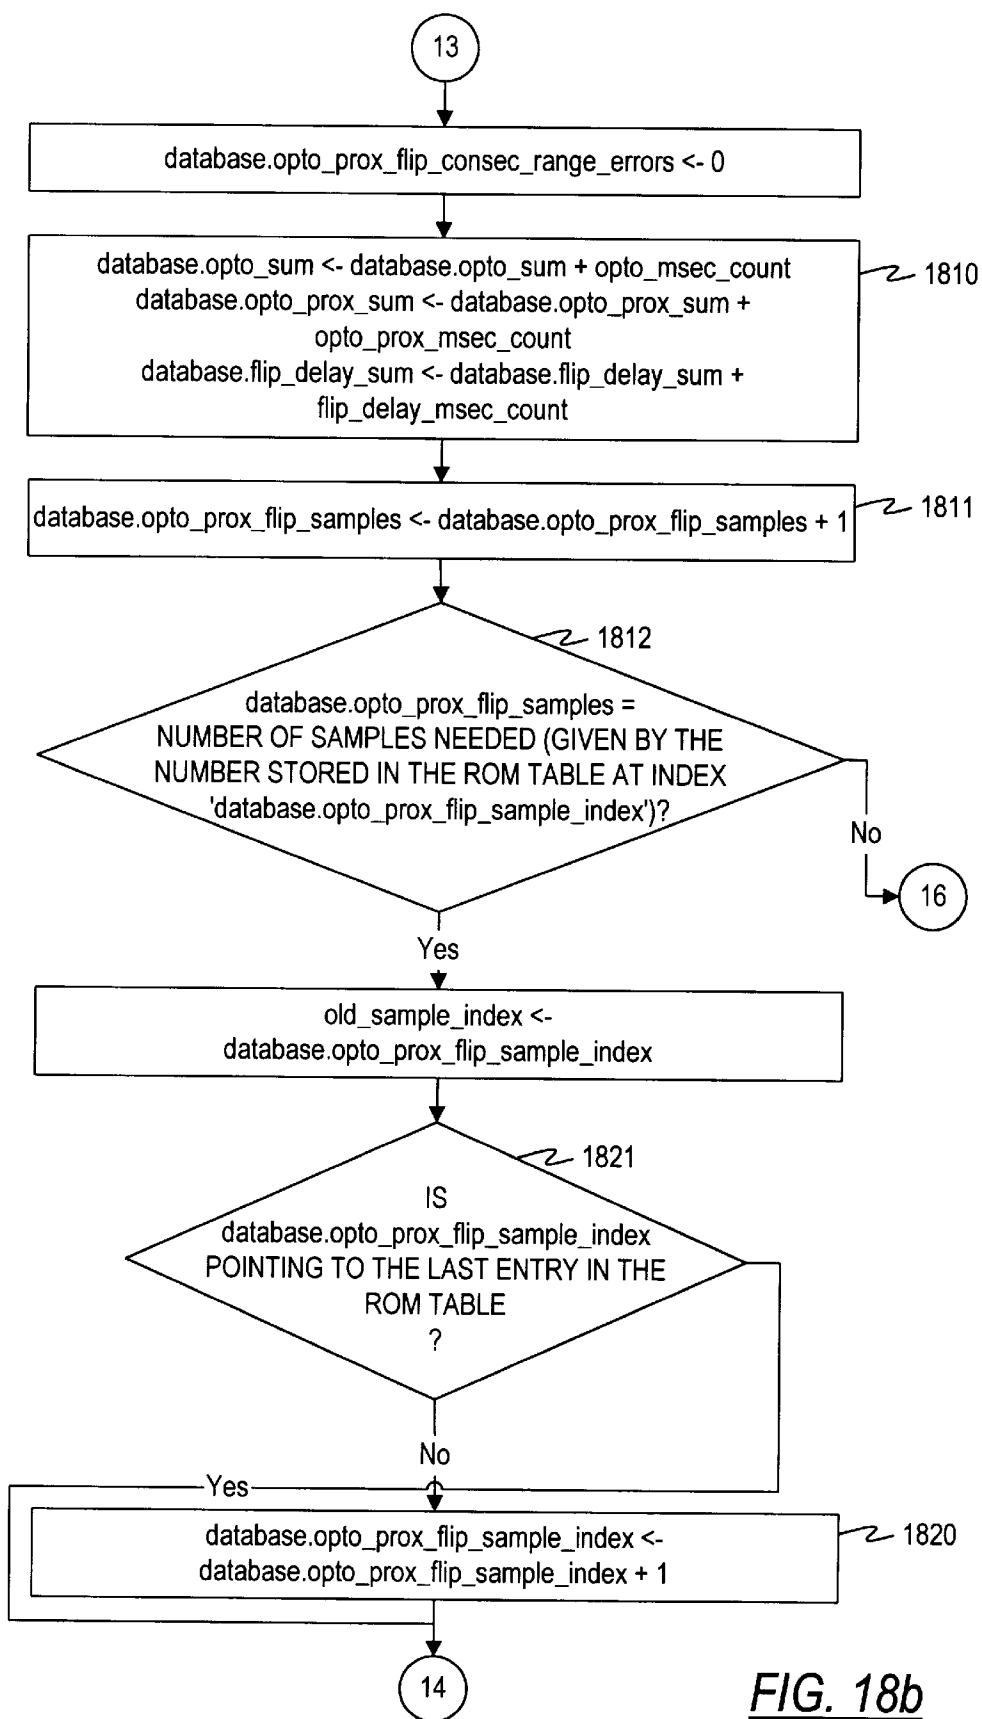 13
database.opto_prox_flip_consec_range_errors <- 0
database.opto_sum <- database.opto_sum + opto_msec_count
database.opto_prox_sum <- database.opto_prox_sum +
opto_prox_msec_count
database.flip_delay_sum <- database.flip_delay_sum +
flip_delay_msec_count
1810
database.opto_prox_flip_samples <- database.opto_prox_flip_samples + 1
1811
1812
database.opto_prox_flip_samples =
NUMBER OF SAMPLES NEEDED (GIVEN BY THE
NUMBER STORED IN THE ROM TABLE AT INDEX
'database.opto_prox_flip_sample_index')?
No
16
Yes
old_sample_index <-
database.opto_prox_flip_sample_index
1821
IS
database.opto_prox_flip_sample_index
POINTING TO THE LAST ENTRY IN THE
ROM TABLE
?
No
Yes
database.opto_prox_flip_sample_index <-
database.opto_prox_flip_sample_index + 1
1820
14
FIG. 18b